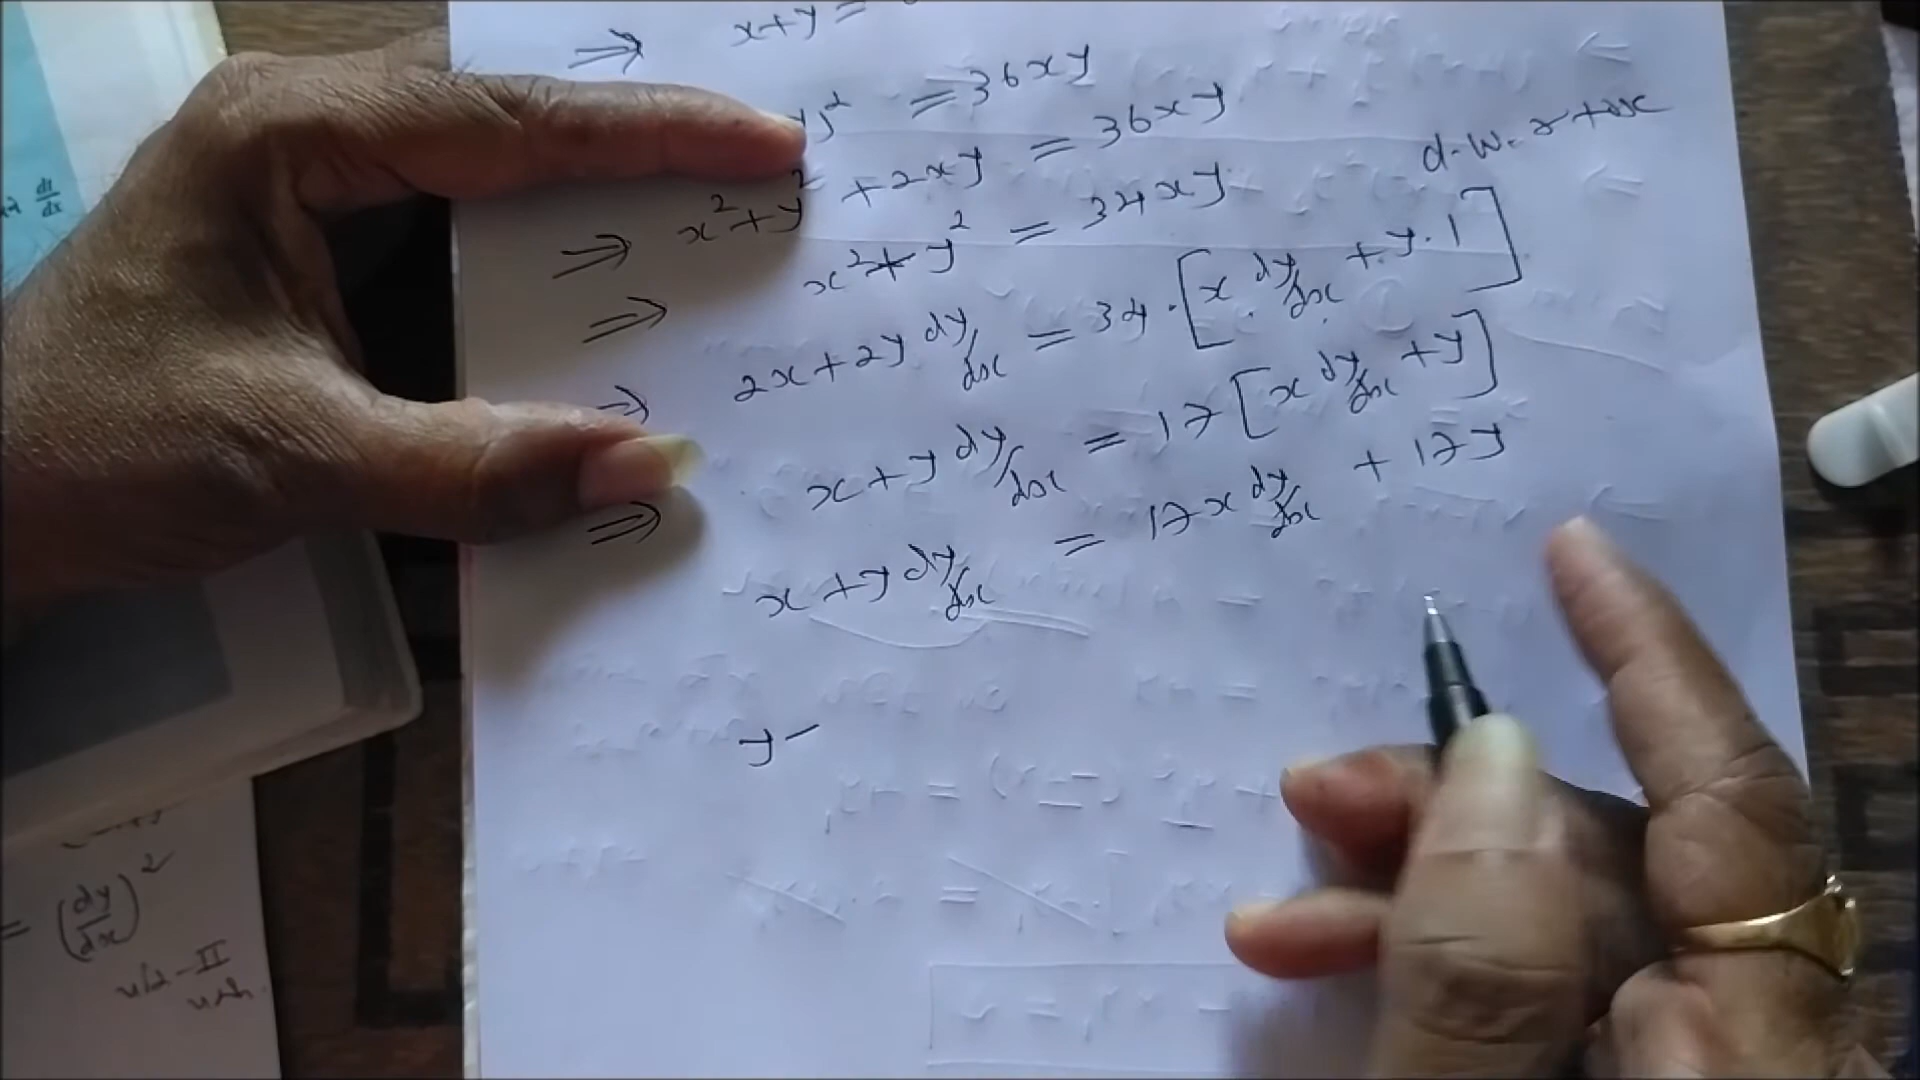 ⇒ x+y =
y)² = 36xy
⇒ x²+y² + 2xy = 36xy
⇒ x²+y² = 34xy
d.w.r.to x
⇒ 2x+2y dy/dx = 34.[x dy/dx + y.1]
x+y dy/dx = 17[x dy/dx + y]
⇒ x+y dy/dx = 17x dy/dx + 17y
y-
dy/dx
= (dy/dx)²